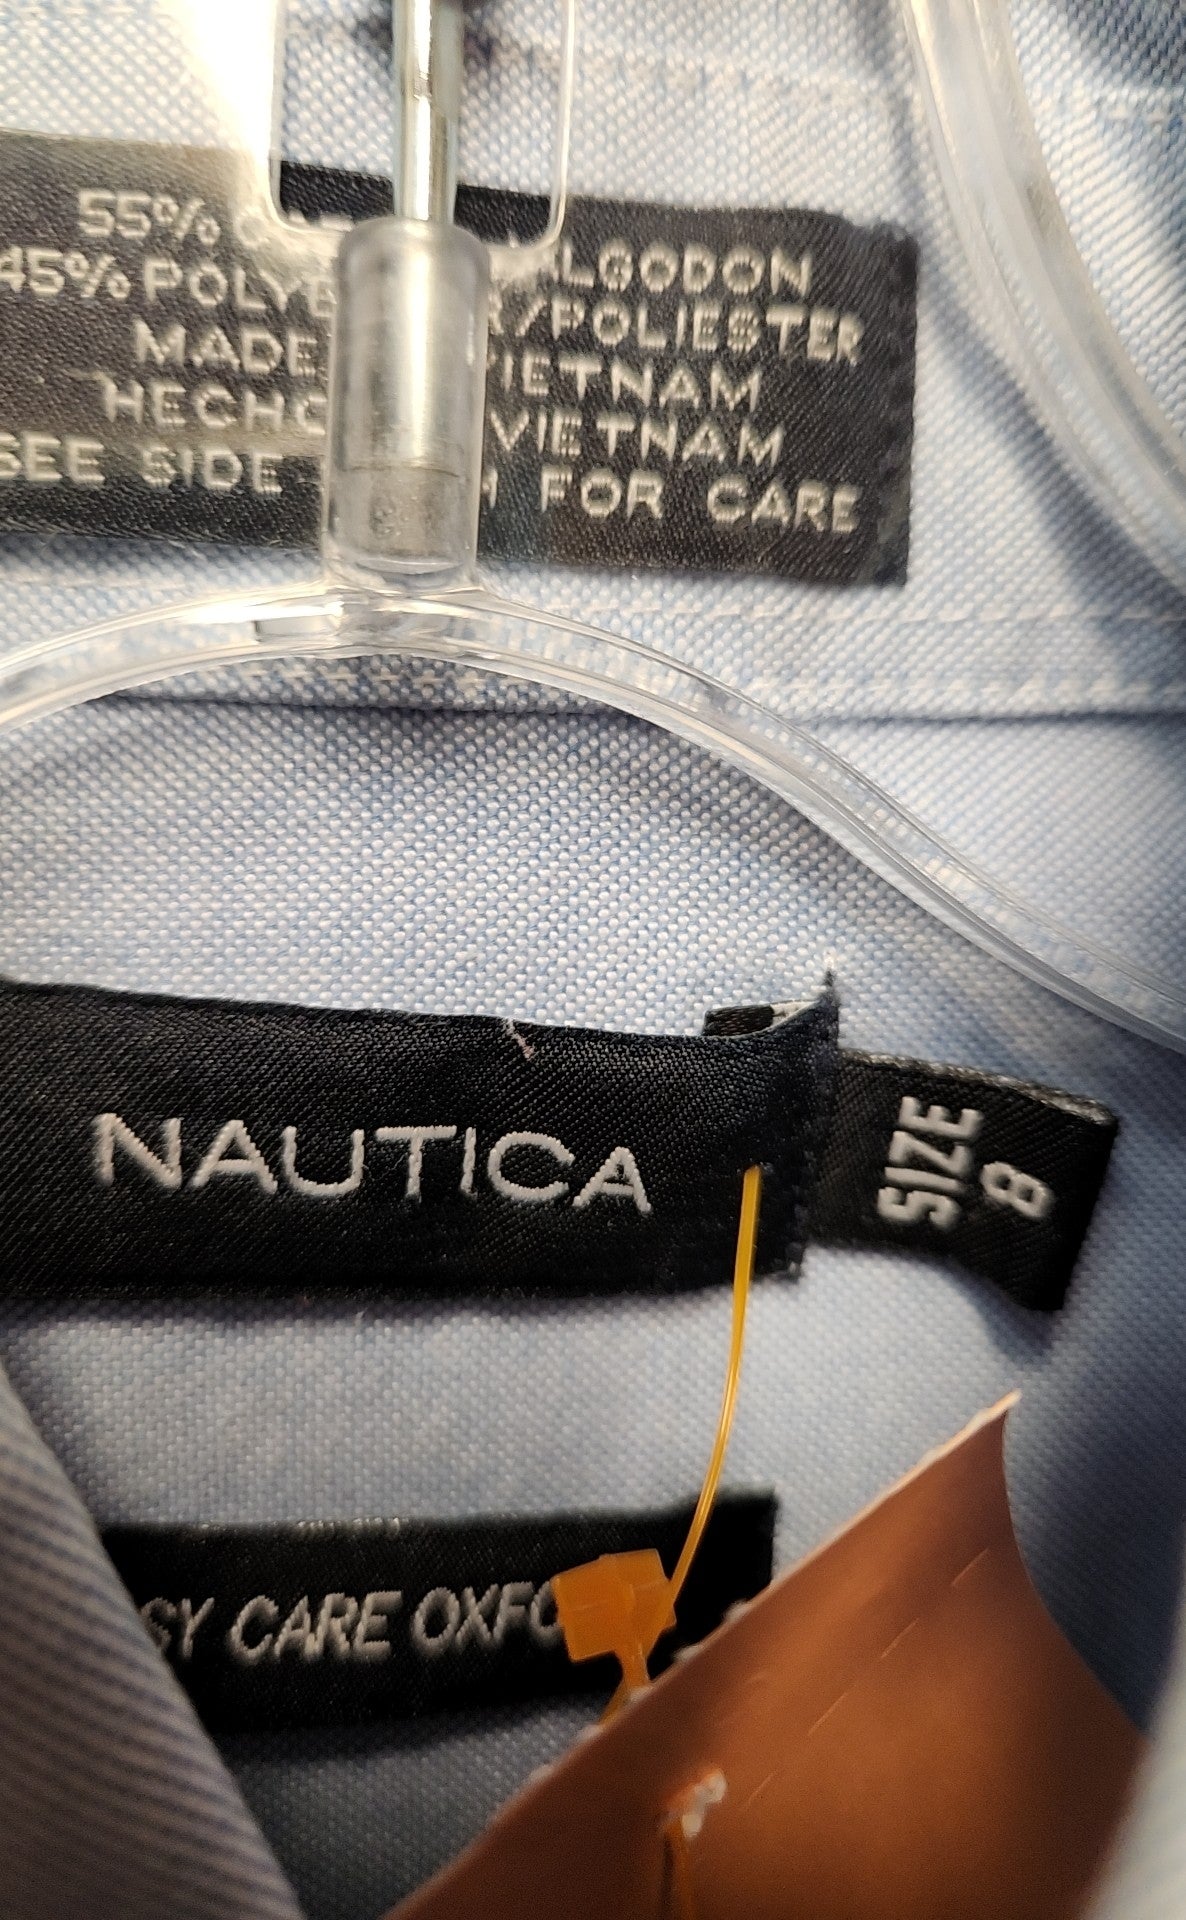 55% ALGODON
45% POLYE /POLIESTER
MADE VIETNAM
HECHO VIETNAM
SEE SIDE FOR CARE
NAUTICA
SIZE
8
SY CARE OXFO